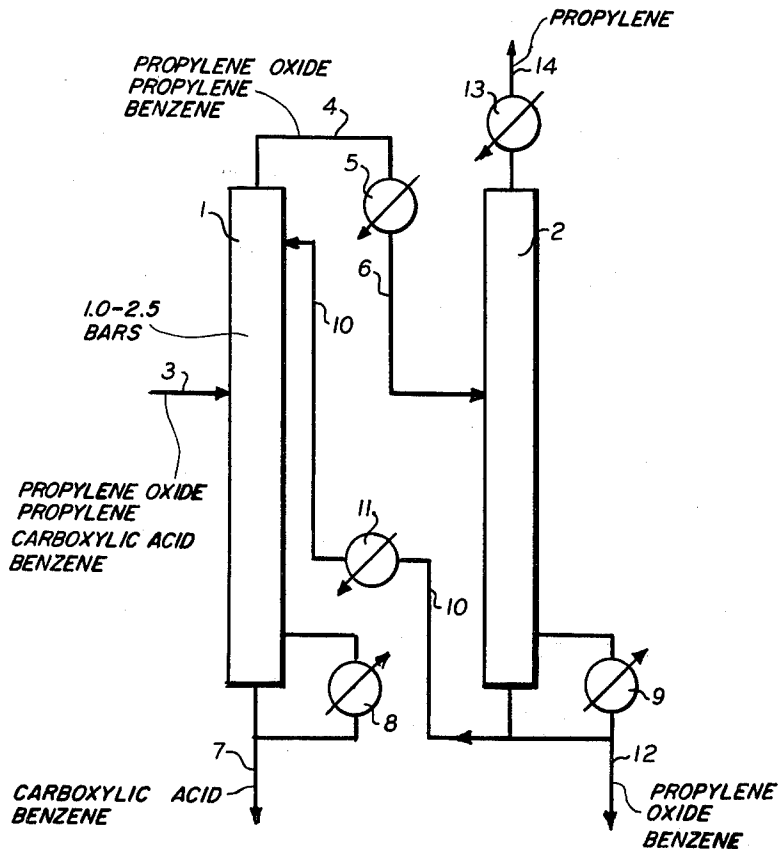 PROPYLENE
14
13
PROPYLENE OXIDE
PROPYLENE
BENZENE
4
5
1
2
6
10
1.0-2.5
BARS
3
PROPYLENE OXIDE
PROPYLENE
CARBOXYLIC ACID
BENZENE
11
10
8
9
7
12
CARBOXYLIC ACID
BENZENE
PROPYLENE
OXIDE
BENZENE